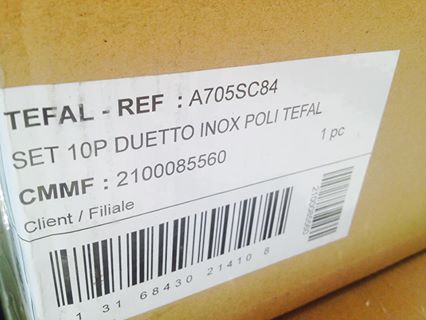 TEFAL - REF : A705SC84
SET 10P DUETTO INOX POLI TEFAL
1 pc
CMMF : 2100085560
Client / Filiale
2100085560
1 31 68430 21410 8